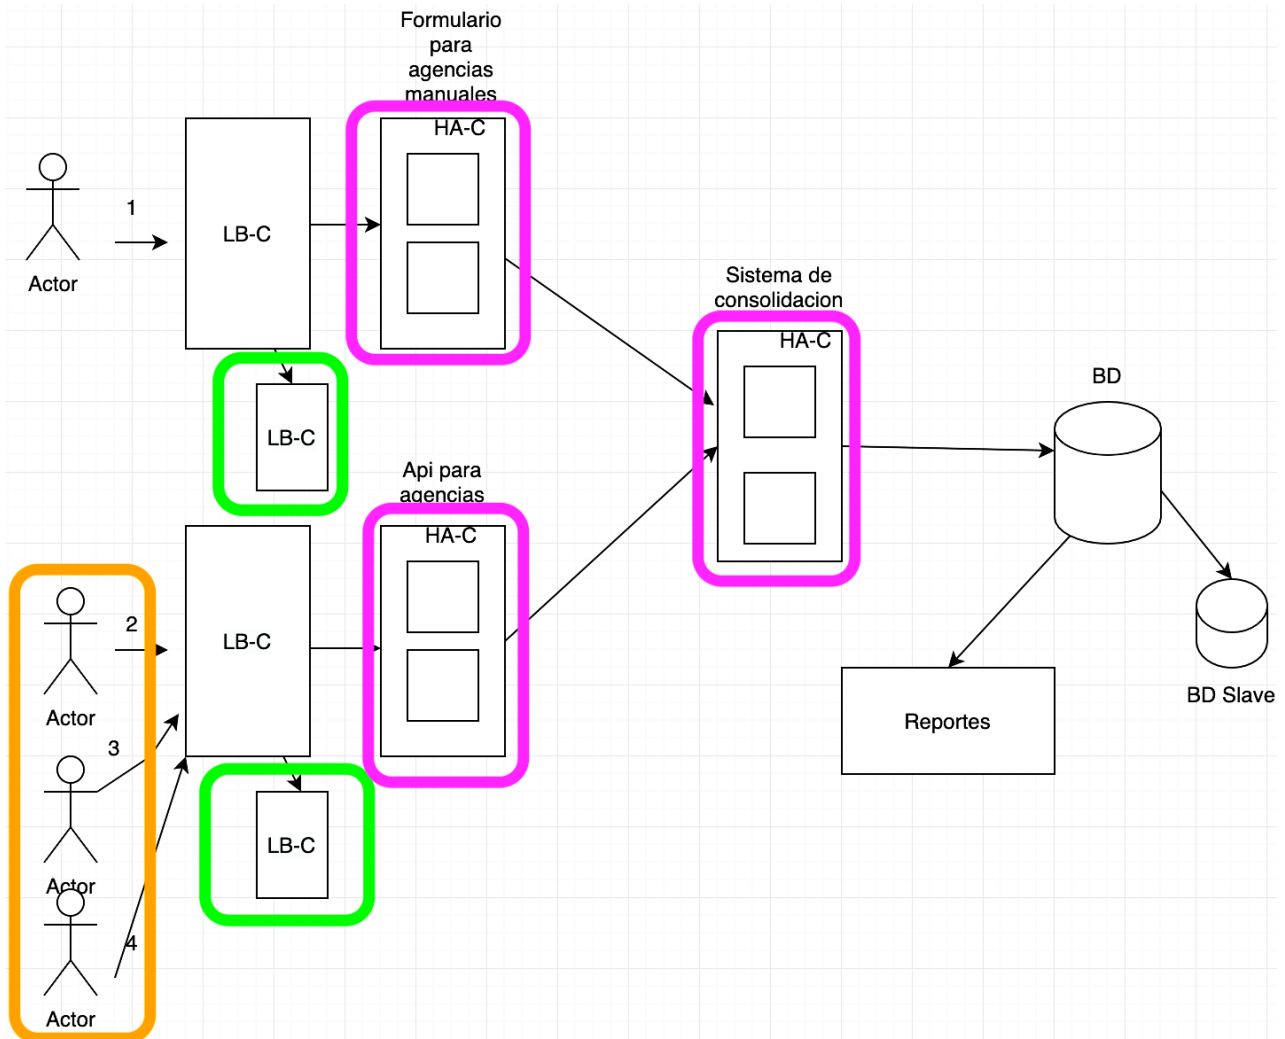 Formulario
para
agencias
manuales
HA-C
1
LB-C
Actor
LB-C
Sistema de
consolidacion
HA-C
BD
Api para
agencias
HA-C
2
LB-C
Actor
3
Actor
LB-C
4
Actor
BD Slave
Reportes